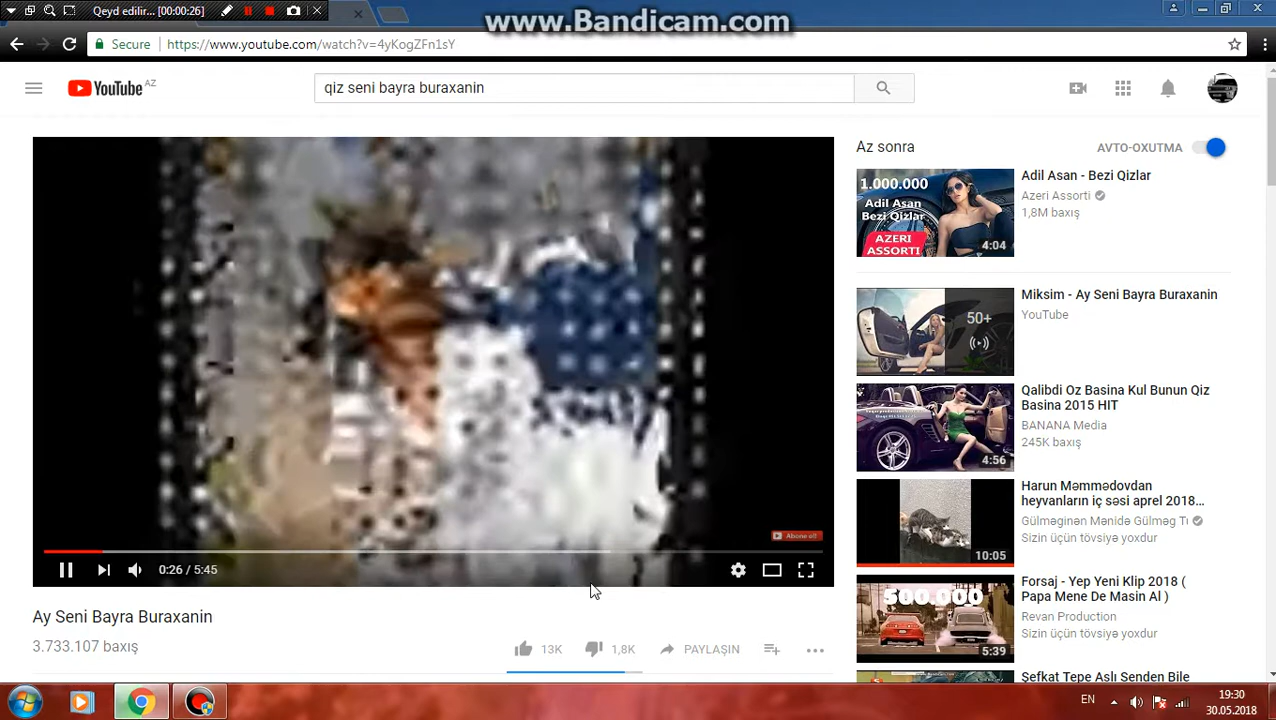 Qeyd edilir... [00:00:26]
www.Bandicam.com
Secure
https://www.youtube.com/watch?v=4yKogZFn1sY
YouTube AZ
qiz seni bayra buraxanin
Abone ol!
0:26 / 5:45
Ay Seni Bayra Buraxanin
3.733.107 baxış
13K
1,8K
PAYLAŞIN
Az sonra
AVTO-OXUTMA
1.000.000
Adil Asan
Bezi Qizlar
AZERI
ASSORTI
4:04
Adil Asan - Bezi Qizlar
Azeri Assorti
1,8M baxış
50+
Miksim - Ay Seni Bayra Buraxanin
YouTube
4:56
Qalibdi Oz Basina Kul Bunun Qiz
Basina 2015 HIT
BANANA Media
245K baxış
10:05
Harun Məmmədovdan
heyvanların iç səsi aprel 2018...
Gülməginən Mənidə Gülməg Tı
Sizin üçün tövsiyə yoxdur
500.000
5:39
Forsaj - Yep Yeni Klip 2018 (
Papa Mene De Masin Al )
Revan Production
Sizin üçün tövsiyə yoxdur
Şefkat Tepe Aslı Senden Bile
EN
19:30
30.05.2018